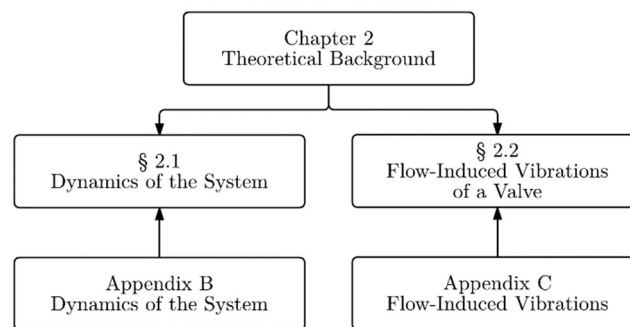 Chapter 2
Theoretical Background
§ 2.1
Dynamics of the System
§ 2.2
Flow-Induced Vibrations
of a Valve
Appendix B
Dynamics of the System
Appendix C
Flow-Induced Vibrations